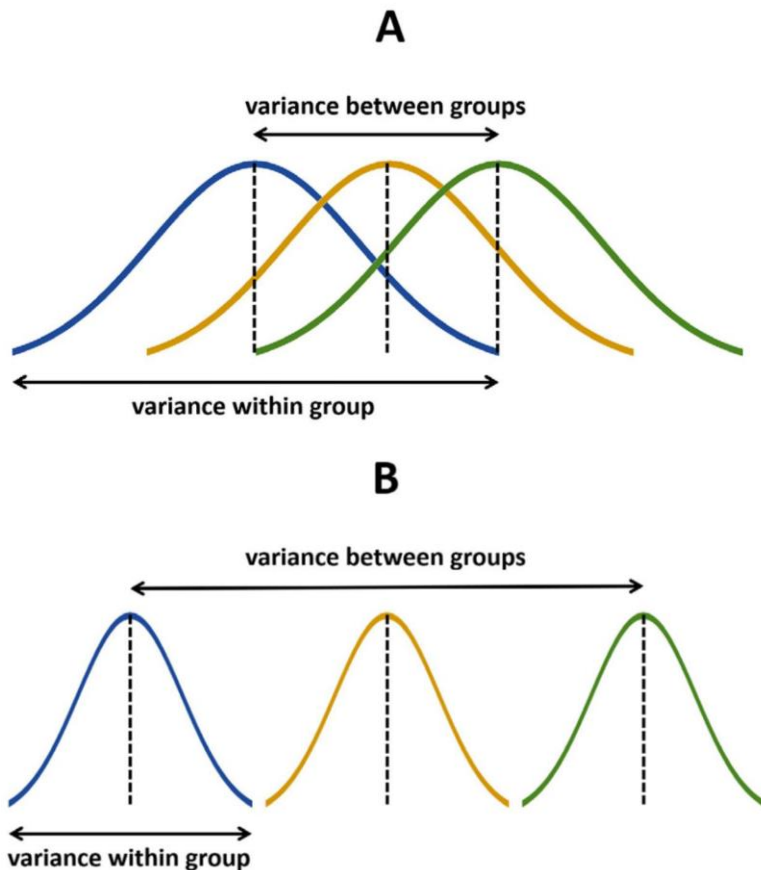 A
variance between groups
variance within group
B
variance between groups
variance within group